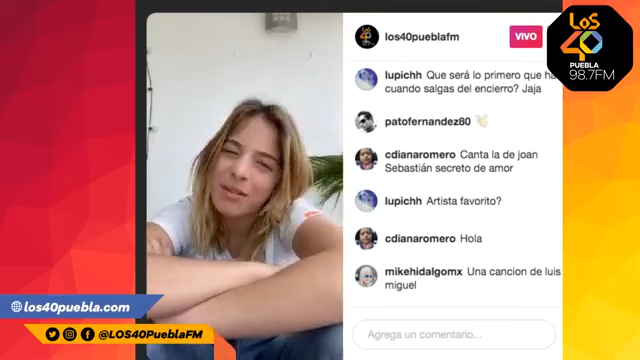 los40pueblafm
VIVO
LOS
40
PUEBLA
98.7FM
lupichh Que será lo primero que
cuando salgas del encierro? Jaja
patofernandez80
cdianaromero Canta la de joan
Sebastián secreto de amor
lupichh Artista favorito?
cdianaromero Hola
mikehidalgomx Una cancion de luis
miguel
Agrega un comentario...
los40puebla.com
@LOS40PueblaFM